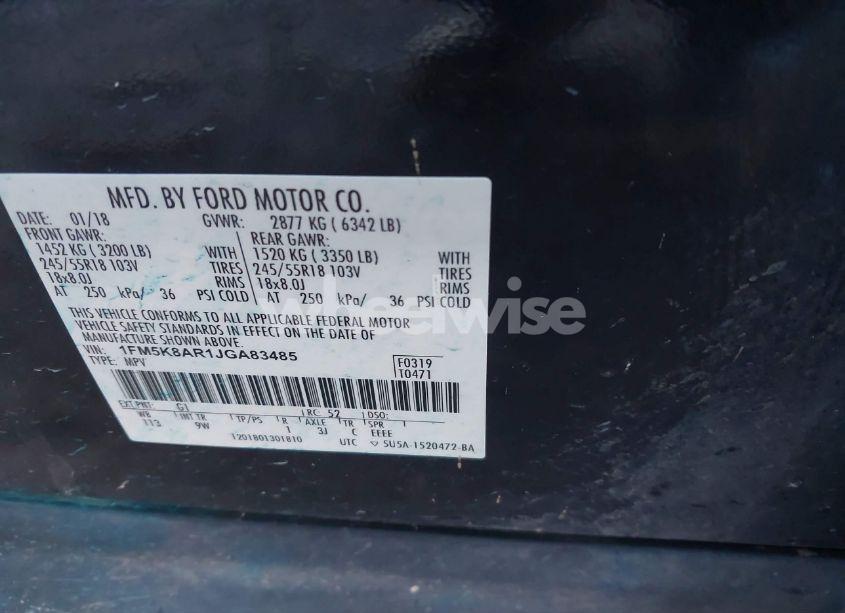 MFD. BY FORD MOTOR CO.
DATE: 01/18 GVWR: 2877 KG ( 6342 LB)
FRONT GAWR: REAR GAWR:
1452 KG ( 3200 LB) WITH 1520 KG ( 3350 LB) WITH
245/55R18 103V TIRES 245/55R18 103V TIRES
18x8.0J RIMS 18x8.0J RIMS
AT 250 kPa/ 36 PSI COLD AT 250 kPa/ 36 PSI COLD
THIS VEHICLE CONFORMS TO ALL APPLICABLE FEDERAL MOTOR
VEHICLE SAFETY STANDARDS IN EFFECT ON THE DATE OF
MANUFACTURE SHOWN ABOVE.
VIN: 1FM5K8AR1JGA83485 F0319
TYPE: MPV T0471
EXT PNT: G1 RC: 52 DSO:
WB INT TR TP/PS R AXLE TR SPR
113 9W 1 3J C EEEE
1201801301810 UTC SU5A-1520472-BA
wheelwise